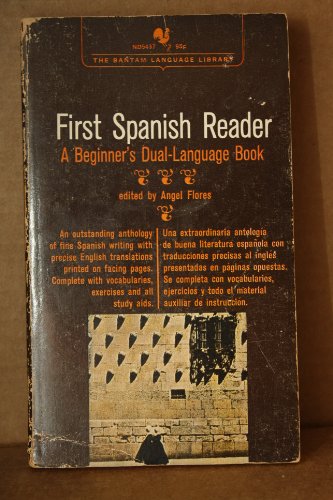 ND5437 95¢
THE BANTAM LANGUAGE LIBRARY
First Spanish Reader
A Beginner's Dual-Language Book
edited by Angel Flores
An outstanding anthology
of fine Spanish writing with
precise English translations
printed on facing pages.
Complete with vocabularies,
exercises and all
study aids.
Una extraordinaria antología
de buena literatura española con
traducciones precisas al inglés
presentadas en páginas opuestas.
Se completa con vocabularios,
ejercicios y todo el material
auxiliar de instrucción.